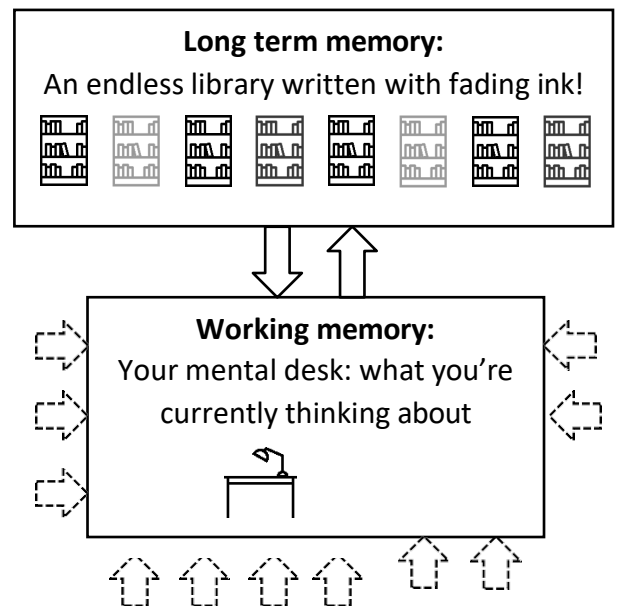 Long term memory:
An endless library written with fading ink!
Working memory:
Your mental desk: what you’re
currently thinking about